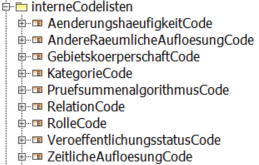 interneCodelisten
AenderungshaeufigkeitCode
AndereRaeumlicheAufloesungCode
GebietskoerperschaftCode
KategorieCode
PruefsummenalgorithmusCode
RelationCode
RolleCode
VeroeffentlichungsstatusCode
ZeitlicheAufloesungCode